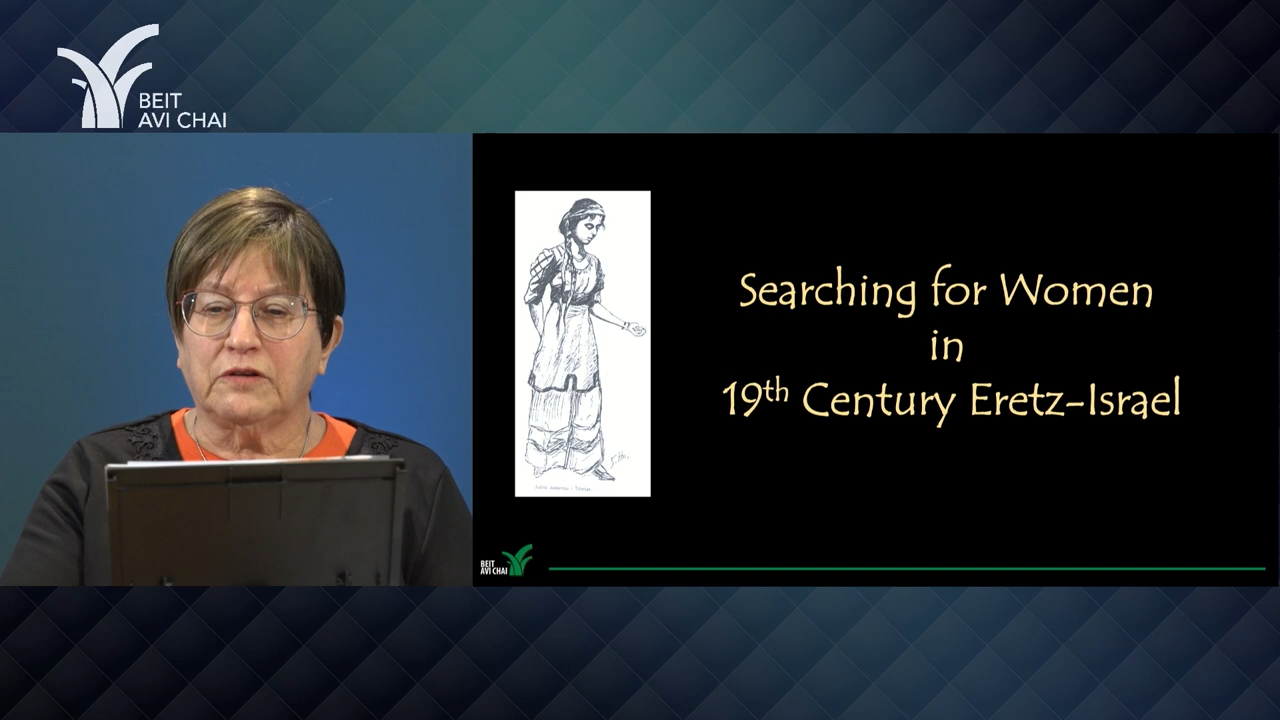 BEIT
AVI CHAI
Searching for Women
in
19th Century Eretz-Israel
BEIT
AVI CHAI